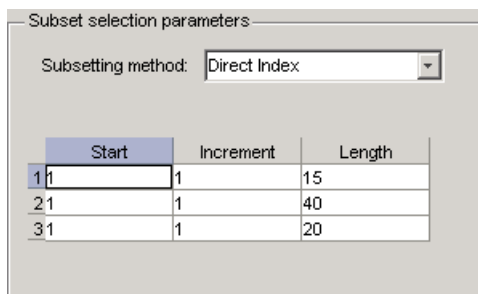 Subset selection parameters
Subsetting method: Direct Index
Start Increment Length
1 1 1 15
2 1 1 40
3 1 1 20